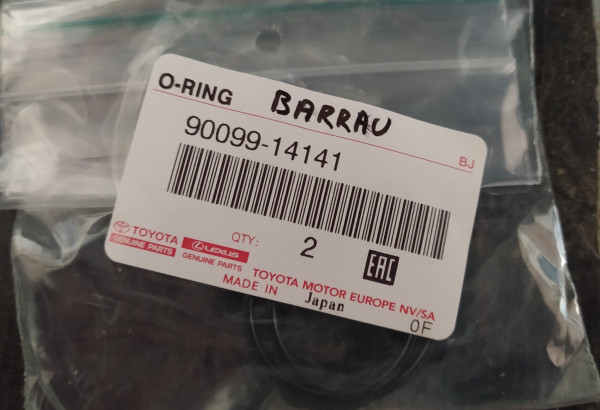 O-RING BARRAU
90099-14141
BJ
TOYOTA
GENUINE PARTS
LEXUS
GENUINE PARTS
QTY: 2
EAC
TOYOTA MOTOR EUROPE NV/SA
MADE IN Japan
0F